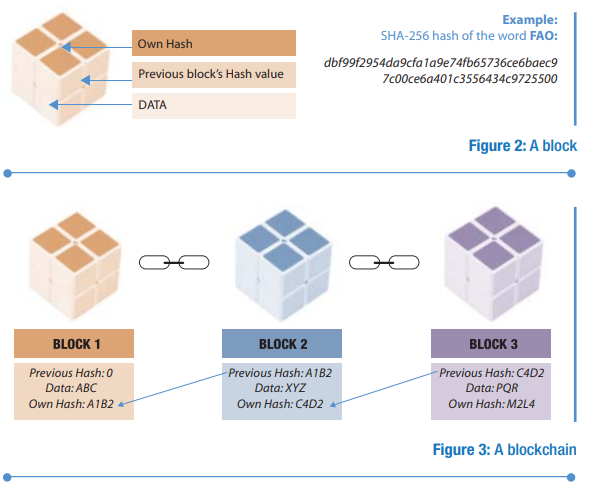 Own Hash
Previous block's Hash value
DATA
Example:
SHA-256 hash of the word FAO:
dbf99f2954da9cfa1a9e74fb65736ce6baec9
7c00ce6a401c3556434c9725500
Figure 2: A block
BLOCK 1
Previous Hash: 0
Data: ABC
Own Hash: A1B2
BLOCK 2
Previous Hash: A1B2
Data: XYZ
Own Hash: C4D2
BLOCK 3
Previous Hash: C4D2
Data: PQR
Own Hash: M2L4
Figure 3: A blockchain